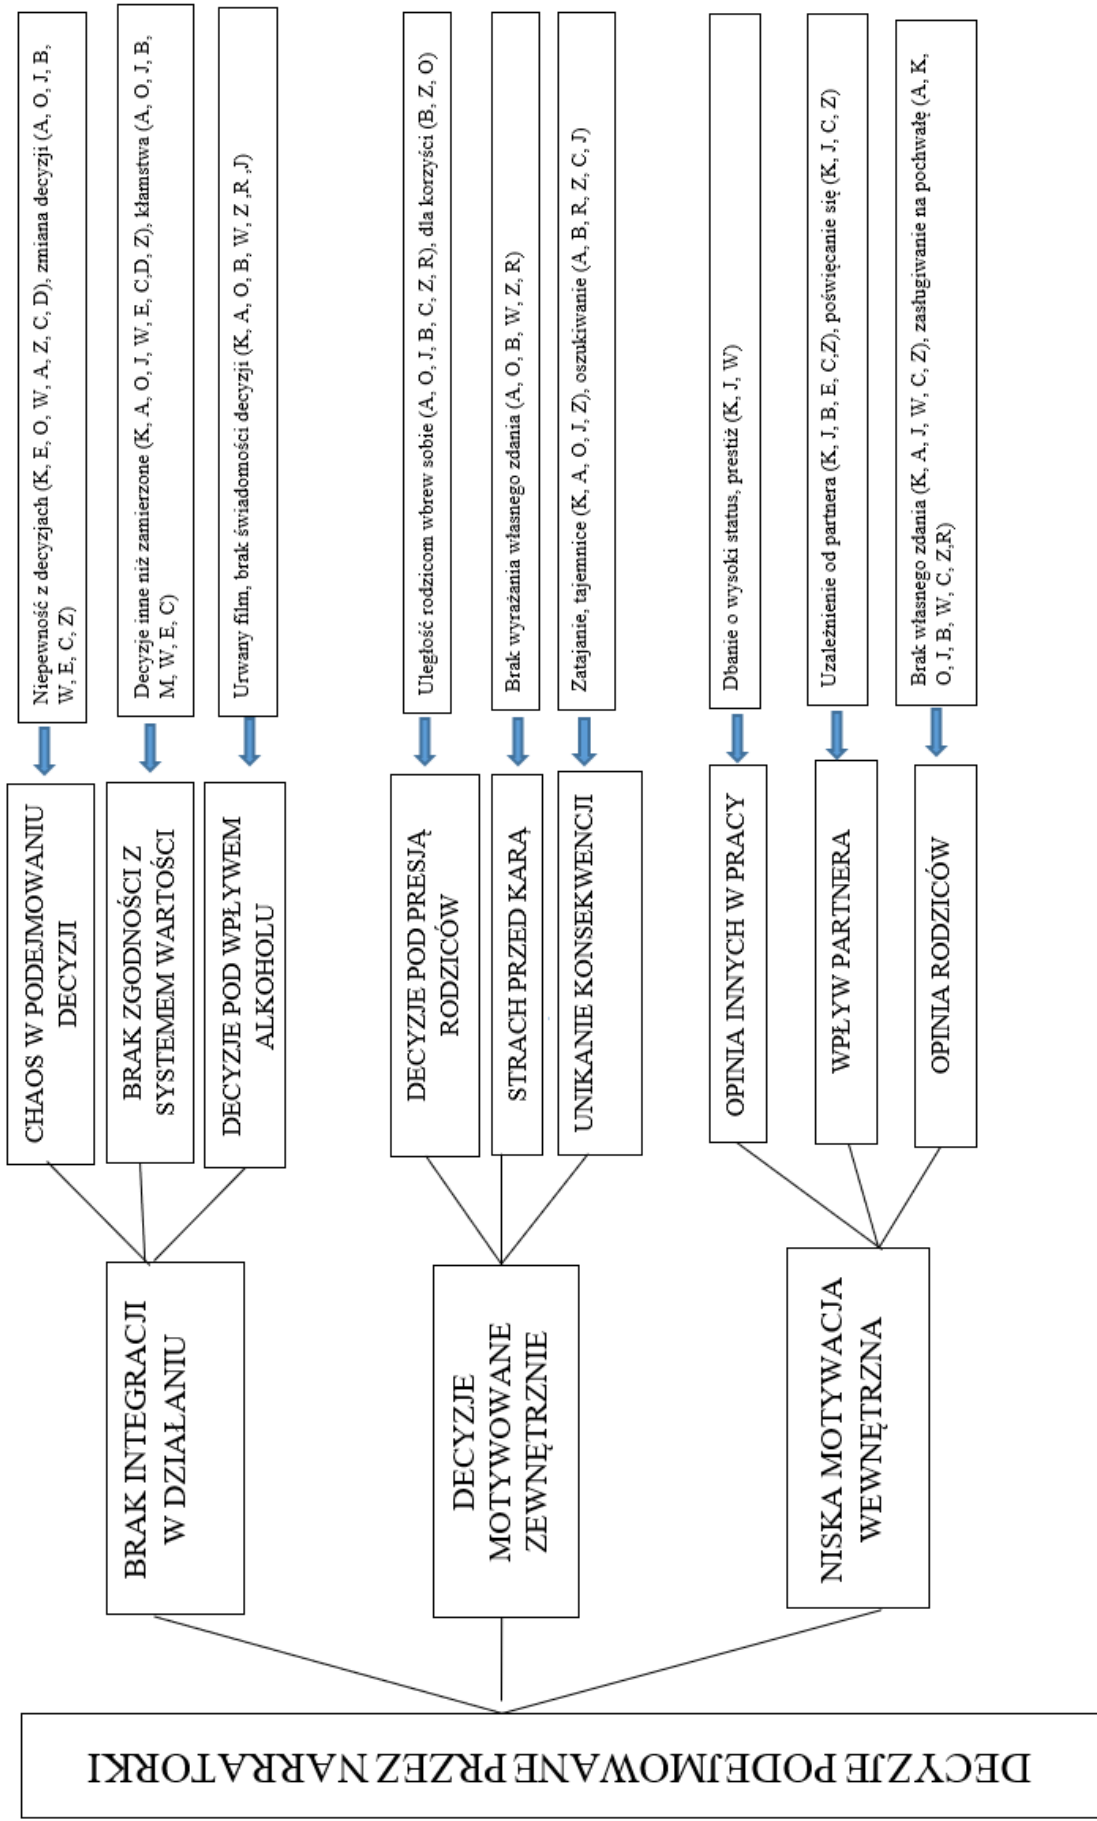 DECYZJE PODEJMOWANE PRZEZ NARRATORKI
BRAK INTEGRACJI
W DZIAŁANIU
CHAOS W PODEJMOWANIU
DECYZJI
Niepewność z decyzjach (K, E, O, W, A, Z, C, D), zmiana decyzji (A, O, J, B,
W, E, C, Z)
BRAK ZGODNOŚCI Z
SYSTEMEM WARTOŚCI
Decyzje inne niż zamierzone (K, A, O, J, W, E, C,D, Z), kłamstwa (A, O, J, B,
M, W, E, C)
DECYZJE POD WPŁYWEM
ALKOHOLU
Urwany film, brak świadomości decyzji (K, A, O, B, W, Z ,R ,J)
DECYZJE
MOTYWOWANE
ZEWNĘTRZNIE
DECYZJE POD PRESJĄ
RODZICÓW
Uległość rodzicom wbrew sobie (A, O, J, B, C, Z, R), dla korzyści (B, Z, O)
STRACH PRZED KARĄ
Brak wyrażania własnego zdania (A, O, B, W, Z, R)
UNIKANIE KONSEKWENCJI
Zatajanie, tajemnice (K, A, O, J, Z), oszukiwanie (A, B, R, Z, C, J)
NISKA MOTYWACJA
WEWNĘTRZNA
OPINIA INNYCH W PRACY
Dbanie o wysoki status, prestiż (K, J, W)
WPŁYW PARTNERA
Uzależnienie od partnera (K, J, B, E, C,Z), poświęcanie się (K, J, C, Z)
OPINIA RODZICÓW
Brak własnego zdania (K, A, J, W, C, Z), zasługiwanie na pochwałę (A, K,
O, J, B, W, C, Z,R)